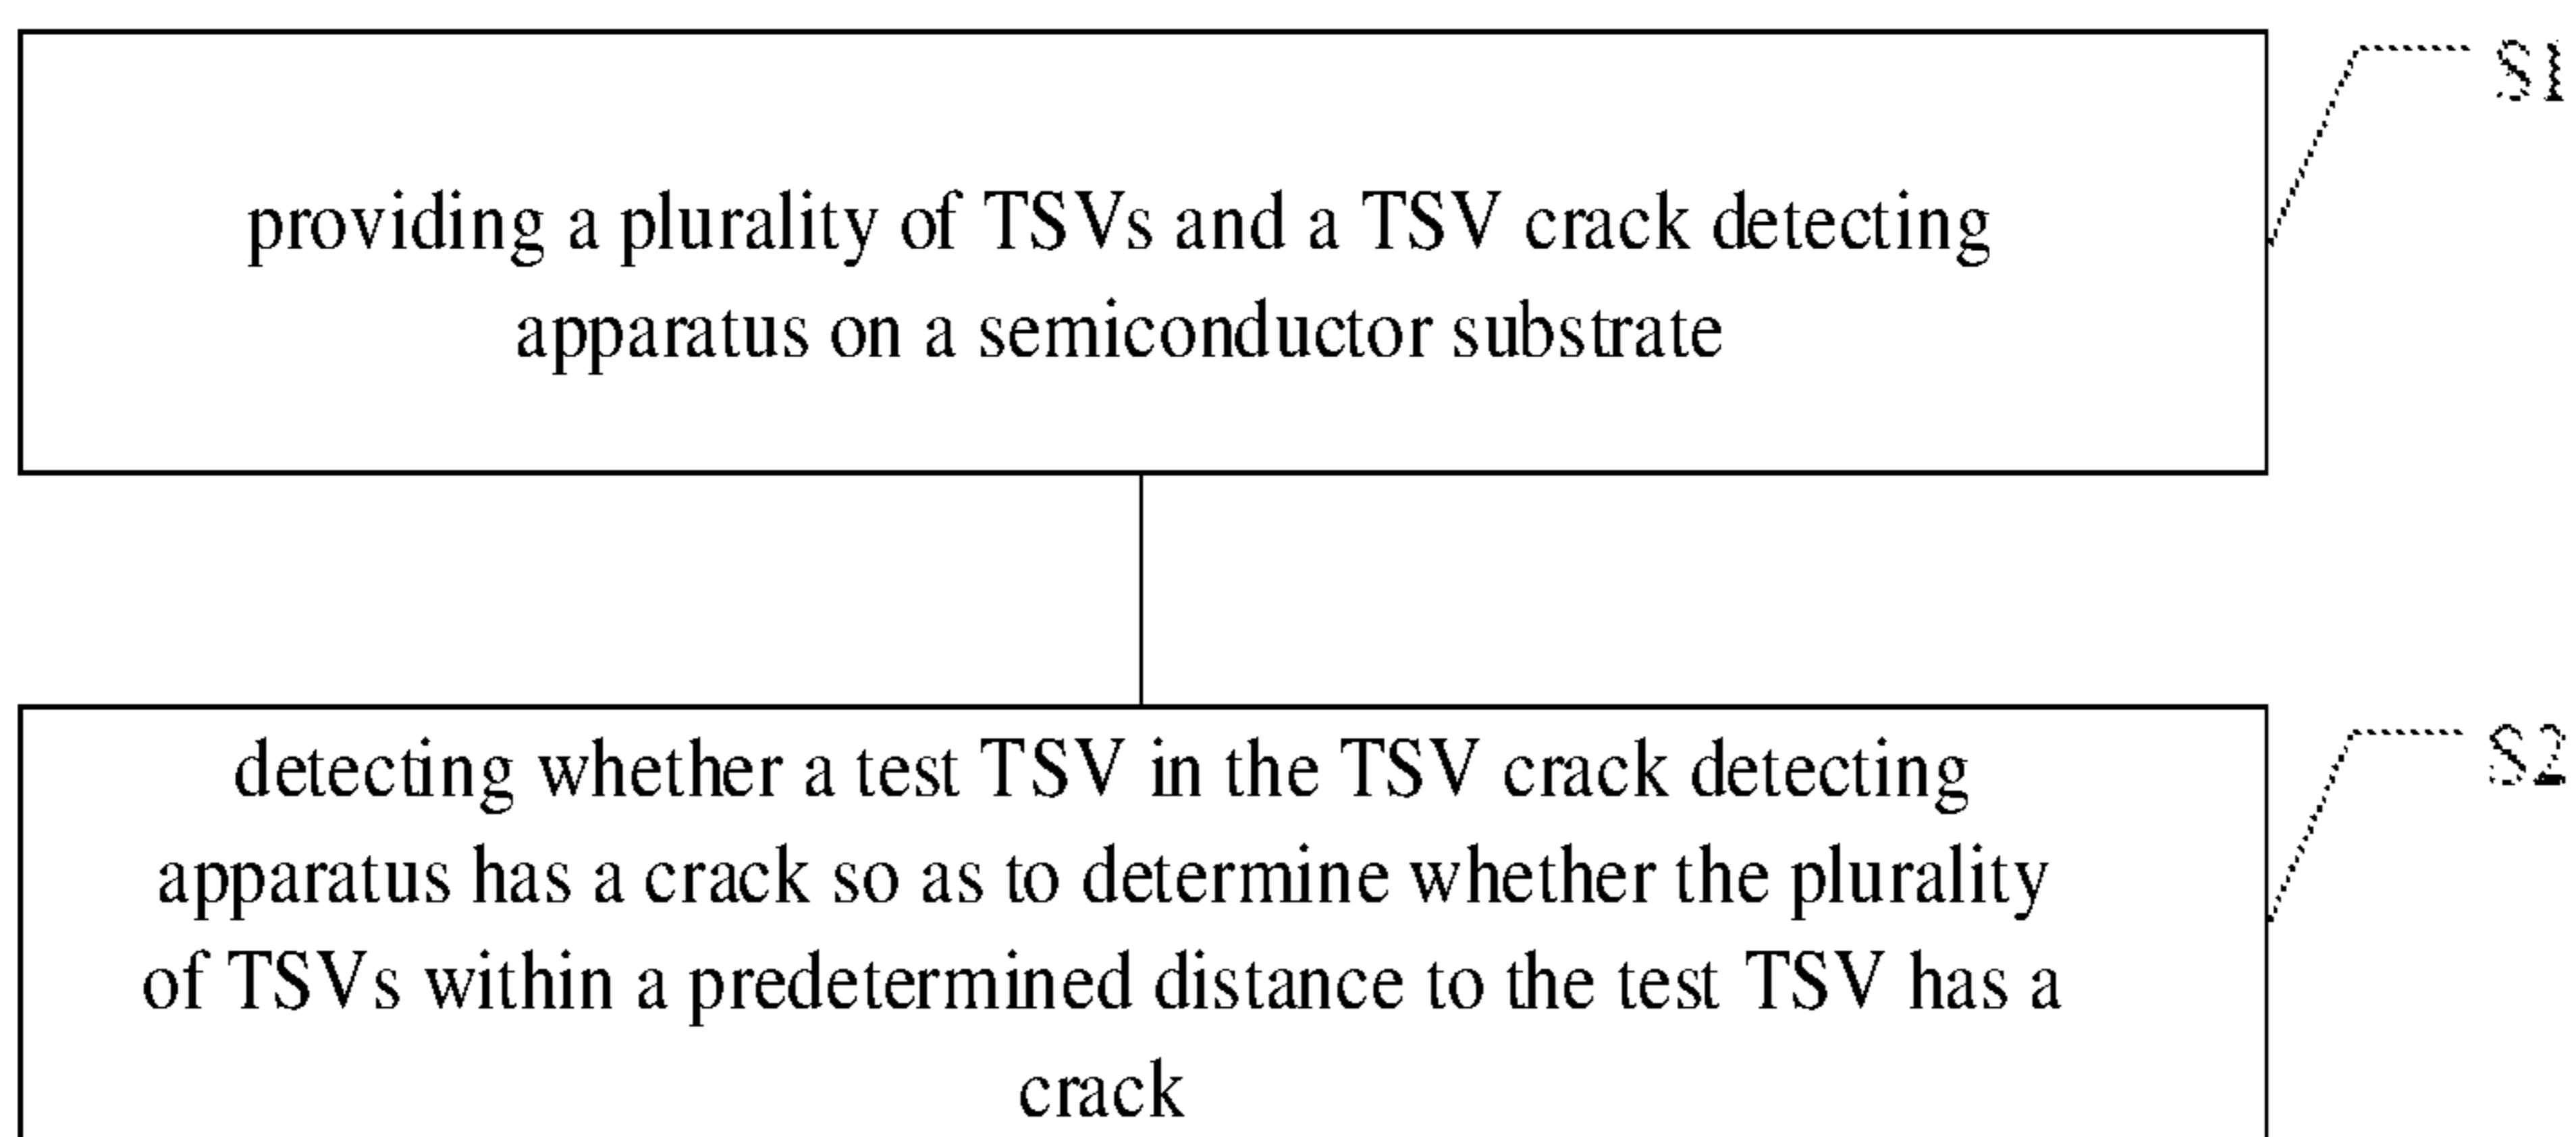 S1
providing a plurality of TSVs and a TSV crack detecting
apparatus on a semiconductor substrate
S2
detecting whether a test TSV in the TSV crack detecting
apparatus has a crack so as to determine whether the plurality
of TSVs within a predetermined distance to the test TSV has a
crack